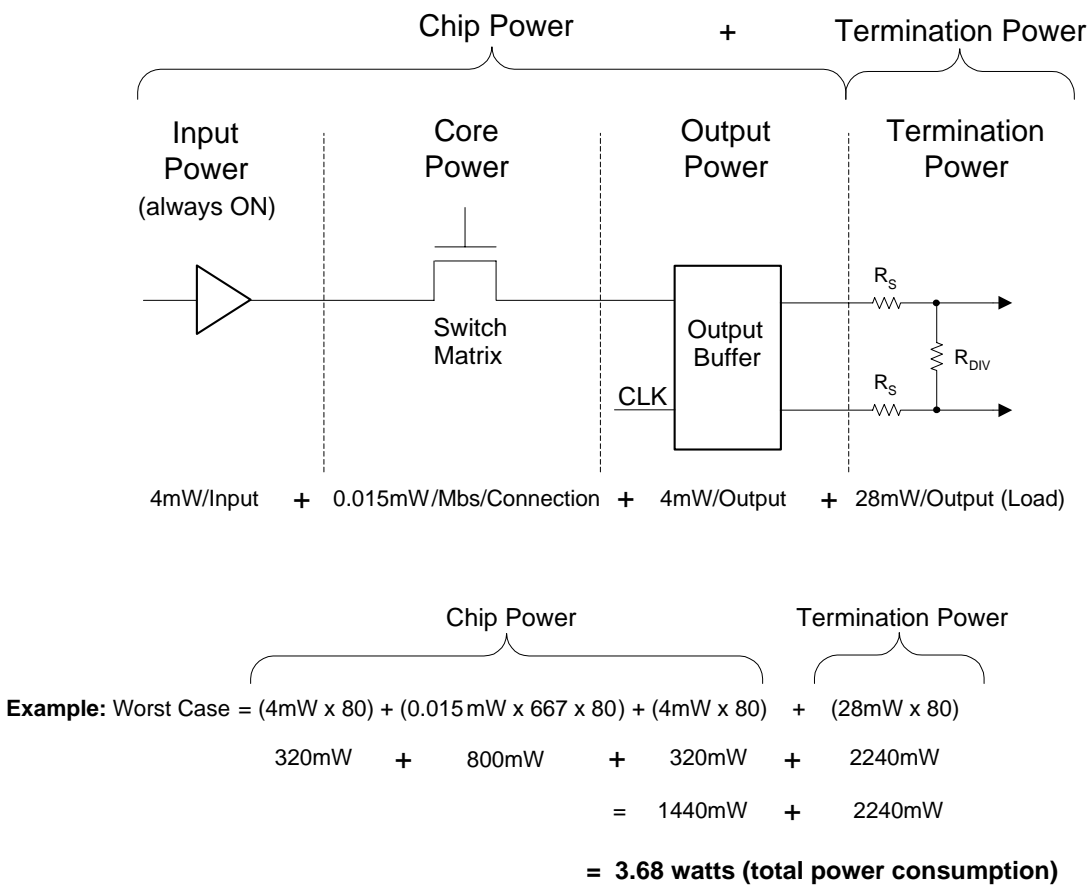 Chip Power + Termination Power
Input Power (always ON)
Core Power
Output Power
Termination Power
Switch Matrix
CLK
Output Buffer
RS
RS
RDIV
4mW/Input + 0.015mW/Mbs/Connection + 4mW/Output + 28mW/Output (Load)
Chip Power Termination Power
Example: Worst Case = (4mW x 80) + (0.015mW x 667 x 80) + (4mW x 80) + (28mW x 80)
320mW + 800mW + 320mW + 2240mW
= 1440mW + 2240mW
= 3.68 watts (total power consumption)